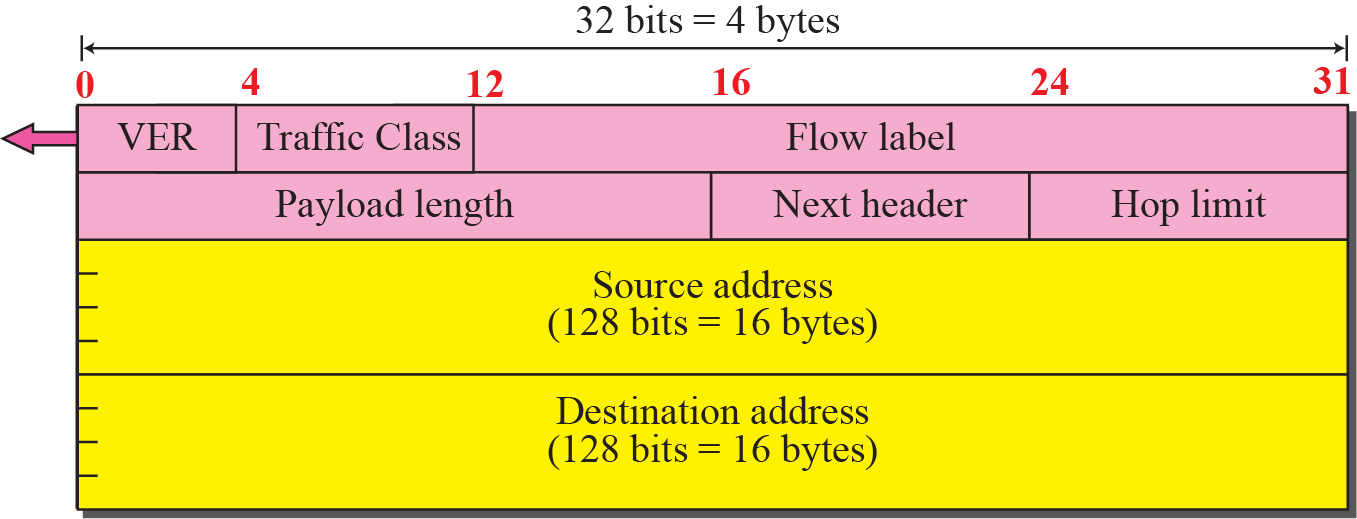 32 bits = 4 bytes
0 4 12 16 24 31
VER Traffic Class Flow label
Payload length Next header Hop limit
Source address
(128 bits = 16 bytes)
Destination address
(128 bits = 16 bytes)